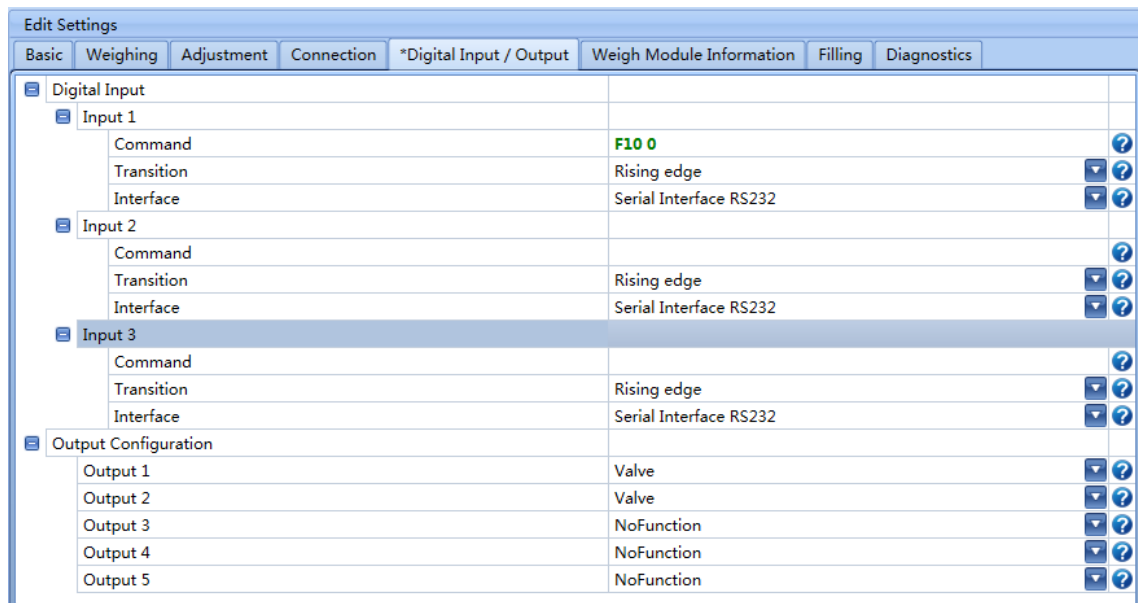 Edit Settings
Basic Weighing Adjustment Connection *Digital Input / Output Weigh Module Information Filling Diagnostics
Digital Input
Input 1
Command F10 0
Transition Rising edge
Interface Serial Interface RS232
Input 2
Command
Transition Rising edge
Interface Serial Interface RS232
Input 3
Command
Transition Rising edge
Interface Serial Interface RS232
Output Configuration
Output 1 Valve
Output 2 Valve
Output 3 NoFunction
Output 4 NoFunction
Output 5 NoFunction